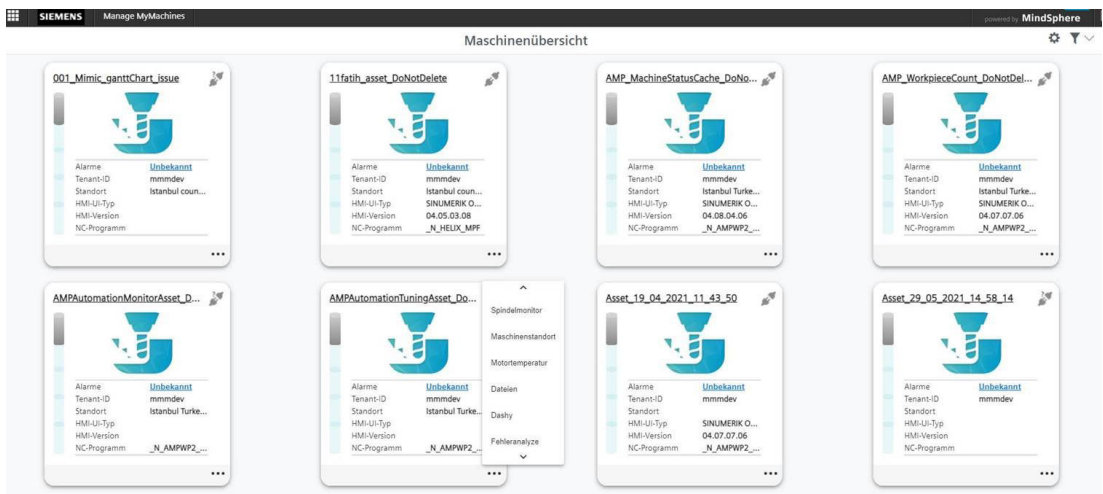 SIEMENS Manage MyMachines powered by MindSphere
Maschinenübersicht
001_Mimic_ganttChart_issue
Alarme Unbekannt
Tenant-ID mmmdev
Standort Istanbul coun...
HMI-UI-Typ
HMI-Version
NC-Programm
11fatih_asset_DoNotDelete
Alarme Unbekannt
Tenant-ID mmmdev
Standort Istanbul coun...
HMI-UI-Typ SINUMERIK O...
HMI-Version 04.05.03.08
NC-Programm _N_HELIX_MPF
AMP_MachineStatusCache_DoNo...
Alarme Unbekannt
Tenant-ID mmmdev
Standort Istanbul Turke...
HMI-UI-Typ SINUMERIK O...
HMI-Version 04.08.04.06
NC-Programm _N_AMPWP2_...
AMP_WorkpieceCount_DoNotDel...
Alarme Unbekannt
Tenant-ID mmmdev
Standort Istanbul Turke...
HMI-UI-Typ SINUMERIK O...
HMI-Version 04.07.07.06
NC-Programm _N_AMPWP2_...
AMPAutomationMonitorAsset_D...
Alarme Unbekannt
Tenant-ID mmmdev
Standort Istanbul Turke...
HMI-UI-Typ
HMI-Version
NC-Programm _N_AMPWP2_...
AMPAutomationTuningAsset_Do...
Alarme Unbekannt
Tenant-ID mmmdev
Standort Istanbul Turke...
HMI-UI-Typ
HMI-Version
NC-Programm _N_AMPWP2_...
Spindelmonitor
Maschinenstandort
Motortemperatur
Dateien
Dashy
Fehleranalyze
Asset_19_04_2021_11_43_50
Alarme Unbekannt
Tenant-ID mmmdev
Standort
HMI-UI-Typ SINUMERIK O...
HMI-Version 04.07.07.06
NC-Programm _N_AMPWP2_...
Asset_29_05_2021_14_58_14
Alarme Unbekannt
Tenant-ID mmmdev
Standort
HMI-UI-Typ
HMI-Version
NC-Programm